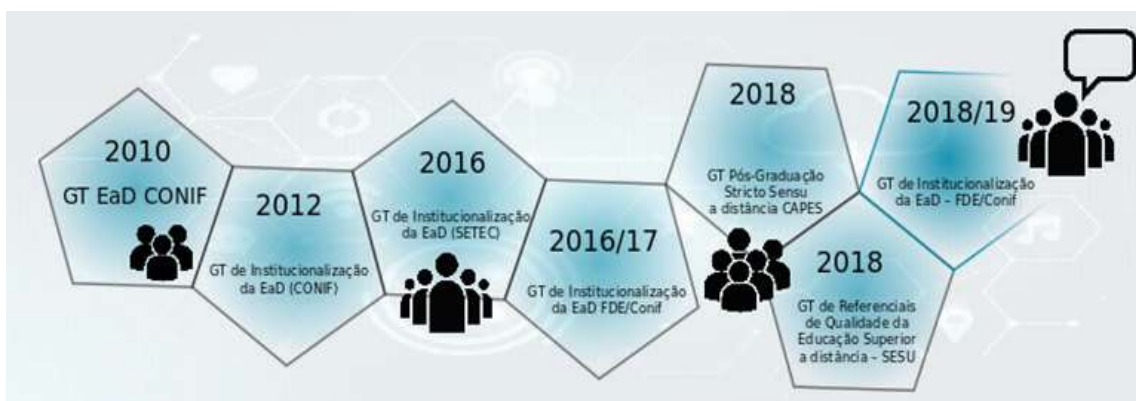 2010
GT EaD CONIF
2012
GT de Institucionalização
da EaD (CONIF)
2016
GT de Institucionalização
da EaD (SETEC)
2016/17
GT de Institucionalização
da EaD FDE/Conif
2018
GT Pós-Graduação
Stricto Sensu
a distância CAPES
2018
GT de Referenciais
de Qualidade da
Educação Superior
a distância – SESU
2018/19
GT de Institucionalização
da EaD – FDE/Conif